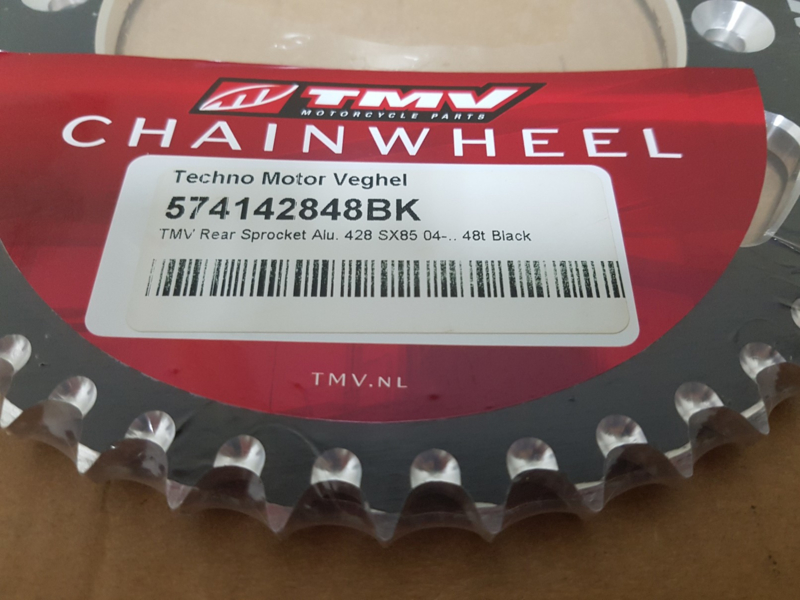 TMV
MOTORCYCLE PARTS
CHAINWHEEL
Techno Motor Veghel
574142848BK
TMV Rear Sprocket Alu. 428 SX85 04-.. 48t Black
TMV.NL